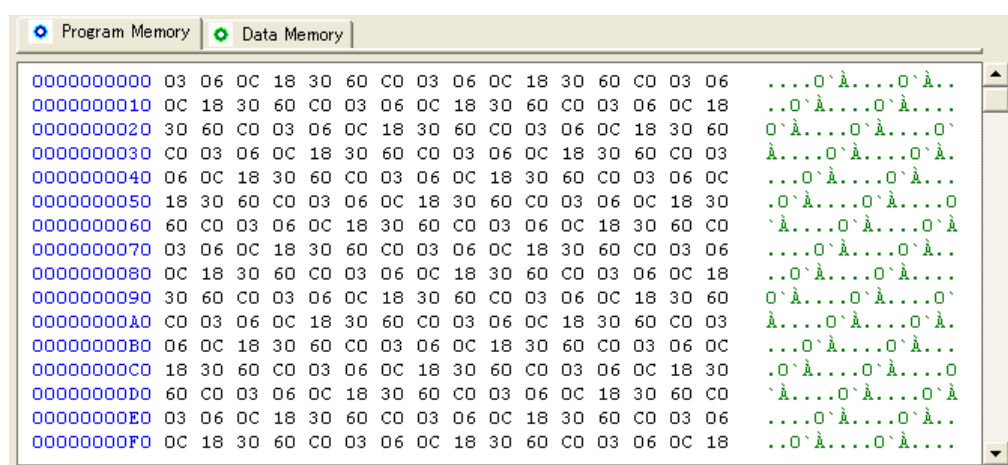 Program Memory Data Memory
0000000000 03 06 0C 18 30 60 C0 03 06 0C 18 30 60 C0 03 06 ....0`À....0`À..
0000000010 0C 18 30 60 C0 03 06 0C 18 30 60 C0 03 06 0C 18 ..0`À....0`À....
0000000020 30 60 C0 03 06 0C 18 30 60 C0 03 06 0C 18 30 60 0`À....0`À....0`
0000000030 C0 03 06 0C 18 30 60 C0 03 06 0C 18 30 60 C0 03 À....0`À....0`À.
0000000040 06 0C 18 30 60 C0 03 06 0C 18 30 60 C0 03 06 0C ...0`À....0`À...
0000000050 18 30 60 C0 03 06 0C 18 30 60 C0 03 06 0C 18 30 .0`À....0`À....0
0000000060 60 C0 03 06 0C 18 30 60 C0 03 06 0C 18 30 60 C0 `À....0`À....0`À
0000000070 03 06 0C 18 30 60 C0 03 06 0C 18 30 60 C0 03 06 ....0`À....0`À..
0000000080 0C 18 30 60 C0 03 06 0C 18 30 60 C0 03 06 0C 18 ..0`À....0`À....
0000000090 30 60 C0 03 06 0C 18 30 60 C0 03 06 0C 18 30 60 0`À....0`À....0`
00000000A0 C0 03 06 0C 18 30 60 C0 03 06 0C 18 30 60 C0 03 À....0`À....0`À.
00000000B0 06 0C 18 30 60 C0 03 06 0C 18 30 60 C0 03 06 0C ...0`À....0`À...
00000000C0 18 30 60 C0 03 06 0C 18 30 60 C0 03 06 0C 18 30 .0`À....0`À....0
00000000D0 60 C0 03 06 0C 18 30 60 C0 03 06 0C 18 30 60 C0 `À....0`À....0`À
00000000E0 03 06 0C 18 30 60 C0 03 06 0C 18 30 60 C0 03 06 ....0`À....0`À..
00000000F0 0C 18 30 60 C0 03 06 0C 18 30 60 C0 03 06 0C 18 ..0`À....0`À....